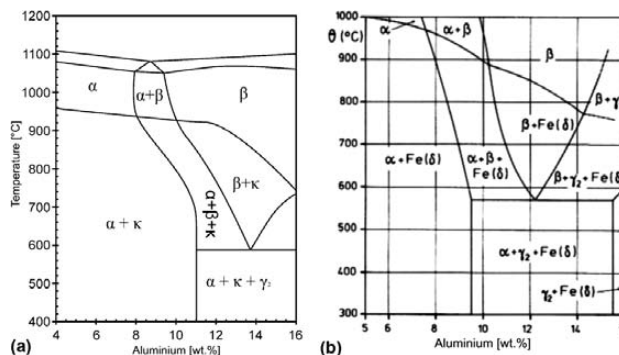 1200
1100
1000
900
800
700
600
500
400
Temperature [°C]
α
α+β
β
β+κ
α+β+κ
α + κ
α + κ + γ2
4 6 8 10 12 14 16
(a)
Aluminium [wt.%]
1000
ϑ (°C)
900
800
700
600
500
400
300
α
α+β
β
β+γ
β+Fe(δ)
α+Fe(δ)
α+β+
Fe(δ)
β+γ2+Fe(δ)
α+γ2+Fe(δ)
γ2+Fe(δ)
5 6 8 10 12 14
(b)
Aluminium [wt.%]